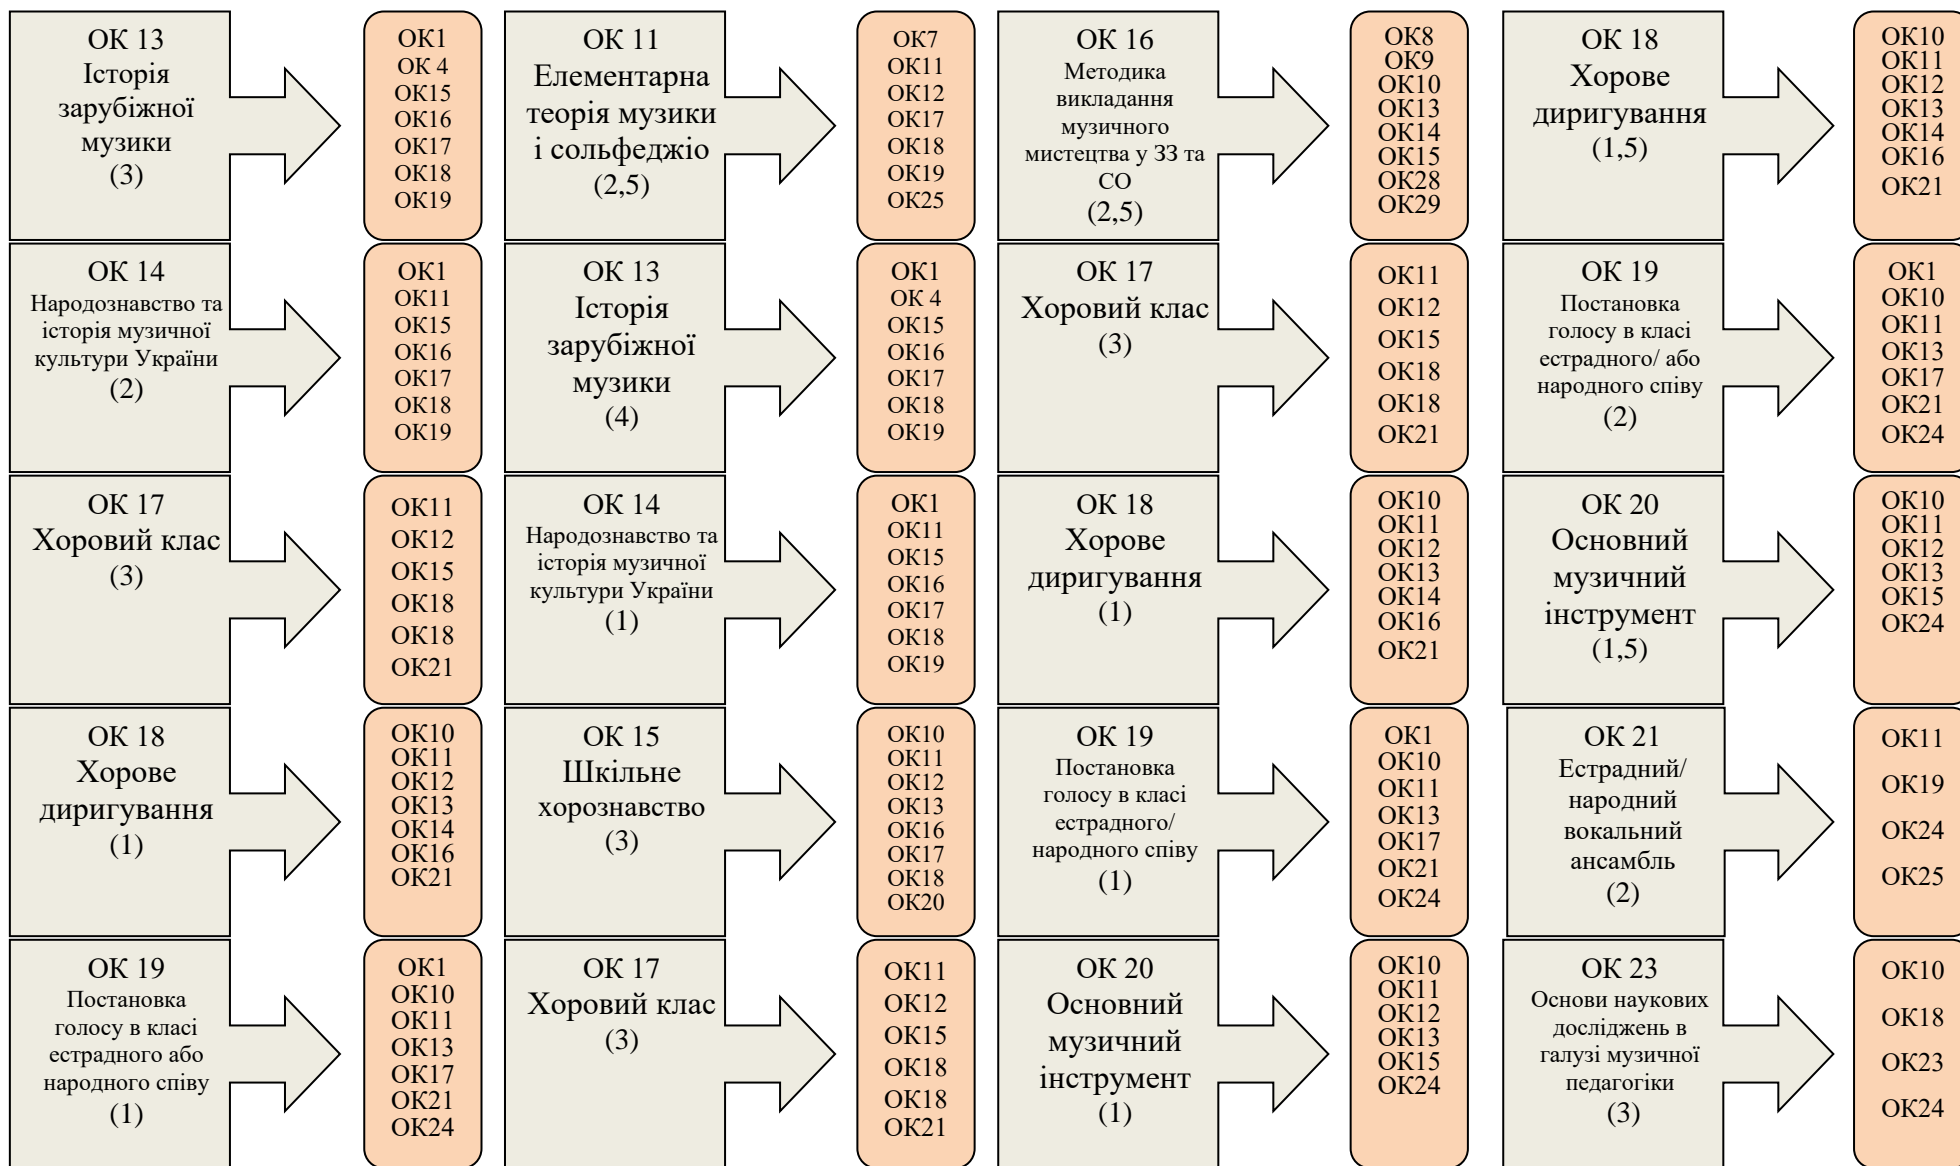 ОК 13
Історія
зарубіжної
музики
(3)
ОК1
ОК 4
ОК15
ОК16
ОК17
ОК18
ОК19
ОК 11
Елементарна
теорія музики
і сольфеджіо
(2,5)
ОК7
ОК11
ОК12
ОК17
ОК18
ОК19
ОК25
ОК 16
Методика
викладання
музичного
мистецтва у ЗЗ та
СО
(2,5)
ОК8
ОК9
ОК10
ОК13
ОК14
ОК15
ОК28
ОК29
ОК 18
Хорове
диригування
(1,5)
ОК10
ОК11
ОК12
ОК13
ОК14
ОК16
ОК21
ОК 14
Народознавство та
історія музичної
культури України
(2)
ОК1
ОК11
ОК15
ОК16
ОК17
ОК18
ОК19
ОК 13
Історія
зарубіжної
музики
(4)
ОК1
ОК 4
ОК15
ОК16
ОК17
ОК18
ОК19
ОК 17
Хоровий клас
(3)
ОК11
ОК12
ОК15
ОК18
ОК18
ОК21
ОК 19
Постановка
голосу в класі
естрадного/ або
народного співу
(2)
ОК1
ОК10
ОК11
ОК13
ОК17
ОК21
ОК24
ОК 17
Хоровий клас
(3)
ОК11
ОК12
ОК15
ОК18
ОК18
ОК21
ОК 14
Народознавство та
історія музичної
культури України
(1)
ОК1
ОК11
ОК15
ОК16
ОК17
ОК18
ОК19
ОК 18
Хорове
диригування
(1)
ОК10
ОК11
ОК12
ОК13
ОК14
ОК16
ОК21
ОК 20
Основний
музичний
інструмент
(1,5)
ОК10
ОК11
ОК12
ОК13
ОК15
ОК24
ОК 18
Хорове
диригування
(1)
ОК10
ОК11
ОК12
ОК13
ОК14
ОК16
ОК21
ОК 15
Шкільне
хорознавство
(3)
ОК10
ОК11
ОК12
ОК13
ОК16
ОК17
ОК18
ОК20
ОК 19
Постановка
голосу в класі
естрадного/
народного співу
(1)
ОК1
ОК10
ОК11
ОК13
ОК17
ОК21
ОК24
ОК 21
Естрадний/
народний
вокальний
ансамбль
(2)
ОК11
ОК19
ОК24
ОК25
ОК 19
Постановка
голосу в класі
естрадного або
народного співу
(1)
ОК1
ОК10
ОК11
ОК13
ОК17
ОК21
ОК24
ОК 17
Хоровий клас
(3)
ОК11
ОК12
ОК15
ОК18
ОК18
ОК21
ОК 20
Основний
музичний
інструмент
(1)
ОК10
ОК11
ОК12
ОК13
ОК15
ОК24
ОК 23
Основи наукових
досліджень в
галузі музичної
педагогіки
(3)
ОК10
ОК18
ОК23
ОК24